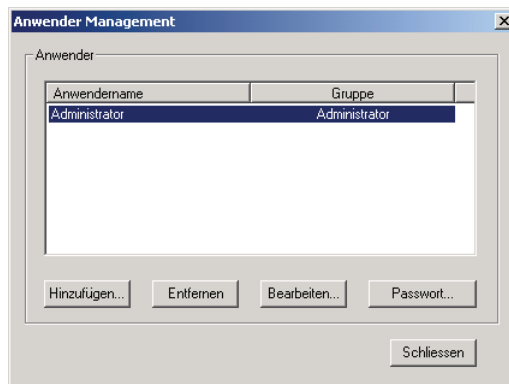 Anwender Management
Anwender
Anwendername Gruppe
Administrator Administrator
Hinzufügen... Entfernen Bearbeiten... Passwort...
Schliessen